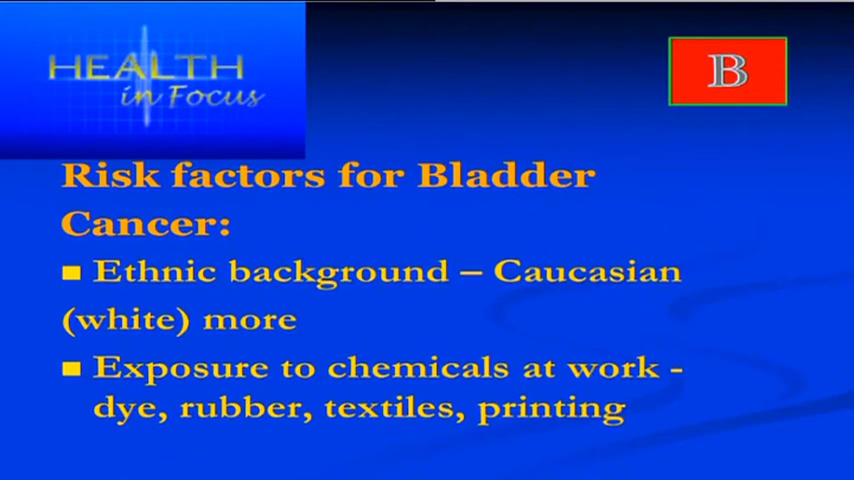 HEALTH
in Focus
B
Risk factors for Bladder
Cancer:
Ethnic background – Caucasian
(white) more
Exposure to chemicals at work -
dye, rubber, textiles, printing